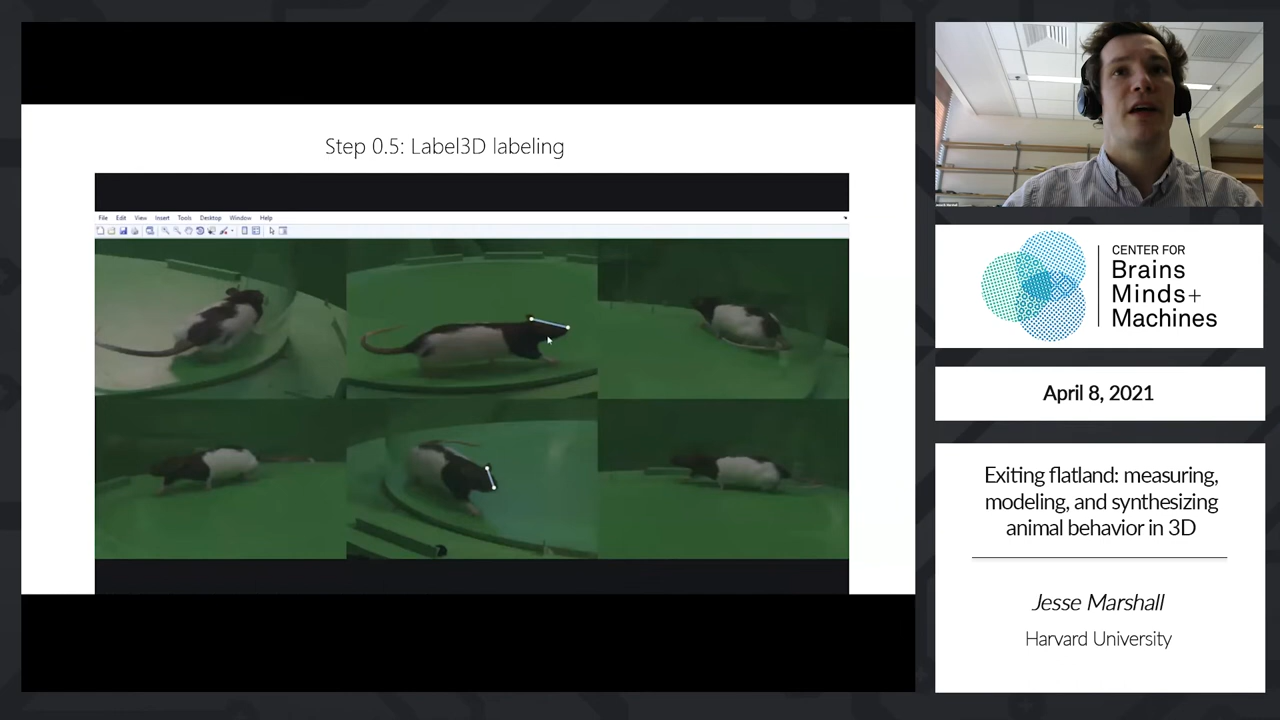 Step 0.5: Label3D labeling
File Edit View Insert Tools Desktop Window Help
CENTER FOR
Brains
Minds+
Machines
April 8, 2021
Exiting flatland: measuring,
modeling, and synthesizing
animal behavior in 3D
Jesse Marshall
Harvard University